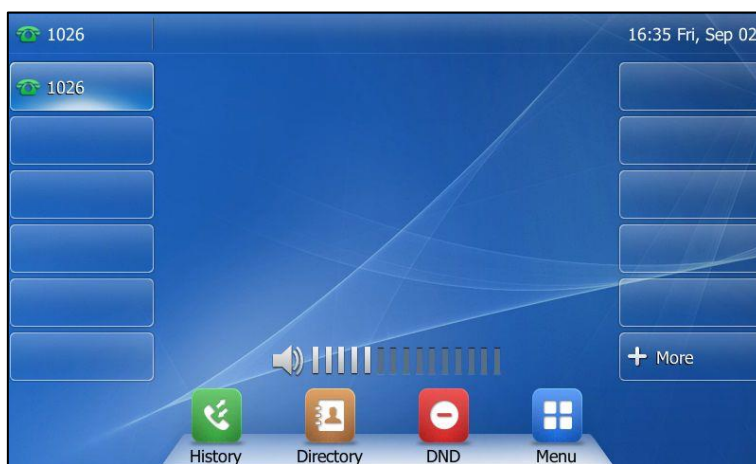 1026
16:35 Fri, Sep 02
1026
More
History
Directory
DND
Menu